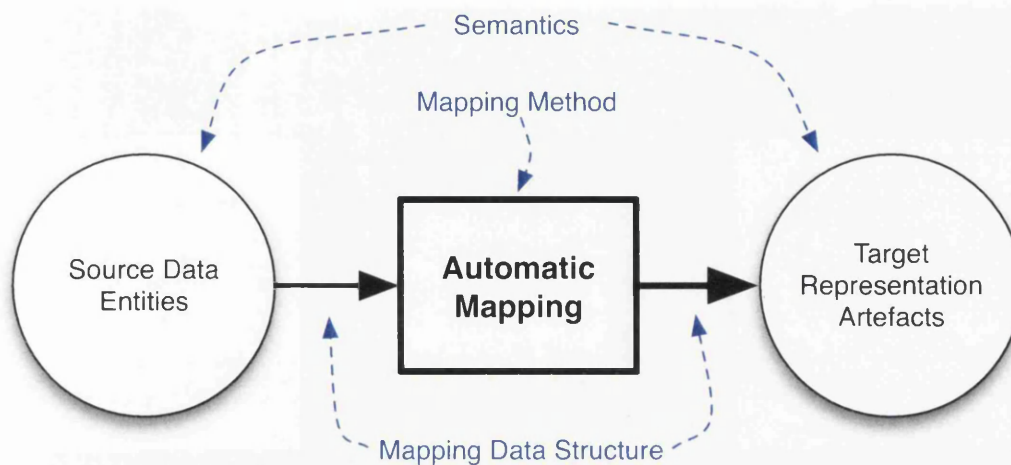 Semantics
Mapping Method
Source Data
Entities
Automatic
Mapping
Target
Representation
Artefacts
Mapping Data Structure